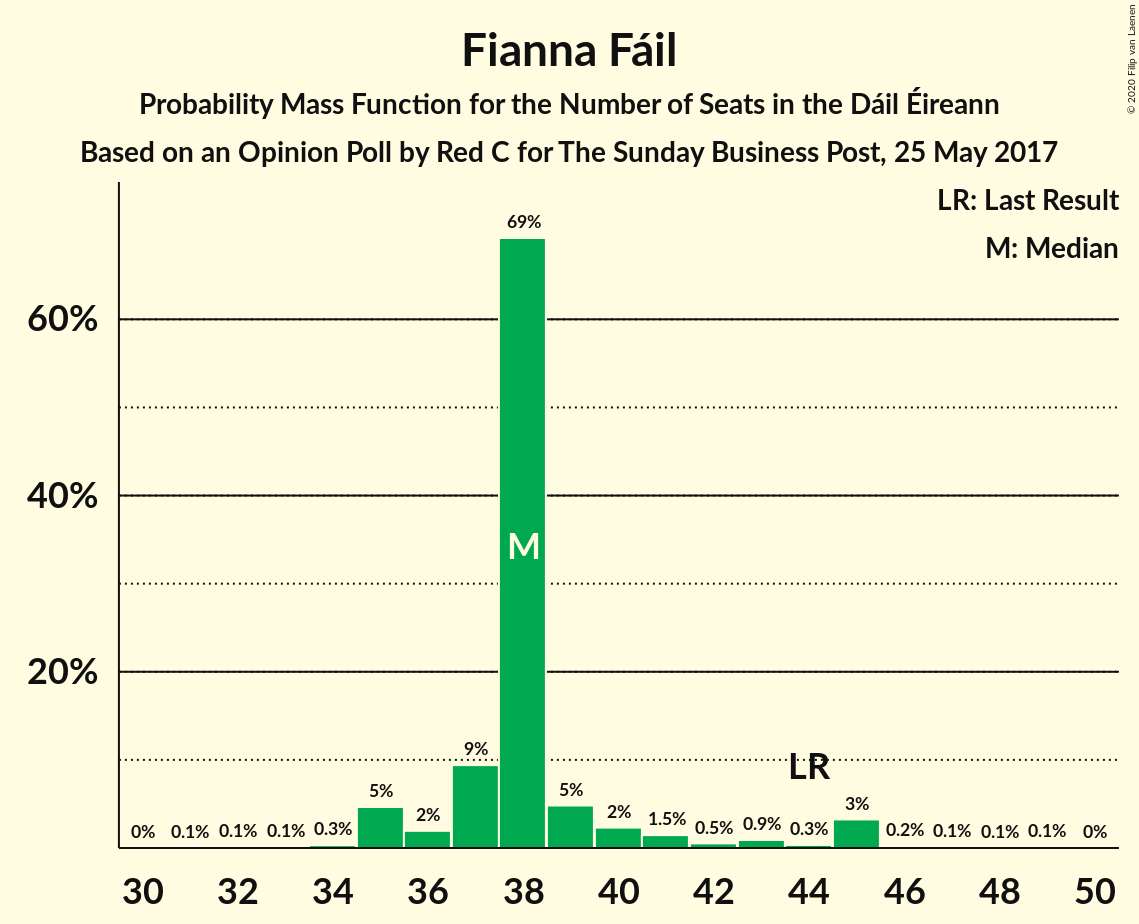 Fianna Fáil
Probability Mass Function for the Number of Seats in the Dáil Éireann
Based on an Opinion Poll by Red C for The Sunday Business Post, 25 May 2017
© 2020 Filip van Laenen
LR: Last Result
M: Median
69%
60%
40%
M
20%
LR
9%
5%
5%
3%
2%
2%
1.5%
0% 0.1% 0.1% 0.1% 0.3% 0.5% 0.9% 0.3% 0.2% 0.1% 0.1% 0.1% 0%
30 32 34 36 38 40 42 44 46 48 50